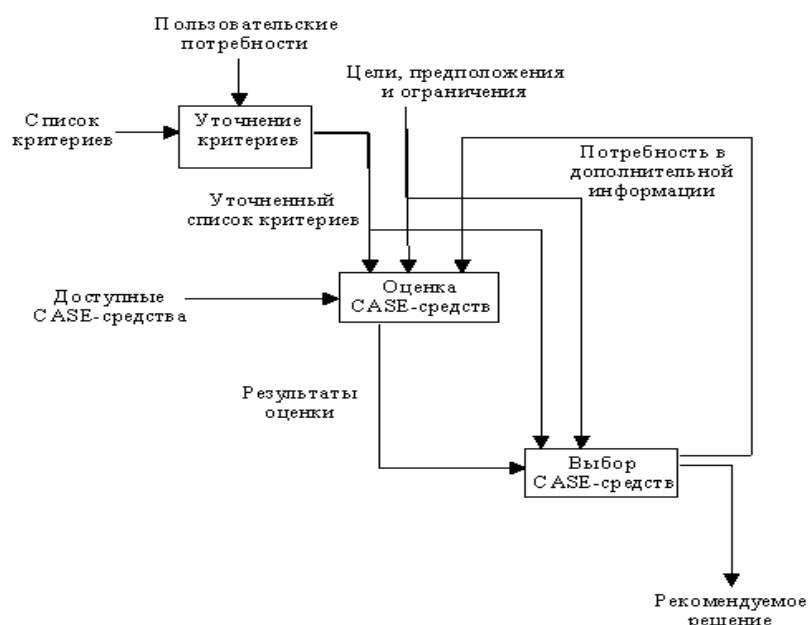 Пользовательские
потребности
Цели, предположения
и ограничения
Список
критериев
Уточнение
критериев
Потребность в
дополнительной
информации
Уточненный
список критериев
Доступные
CASE-средства
Оценка
CASE-средств
Результаты
оценки
Выбор
CASE-средств
Рекомендуемое
решение